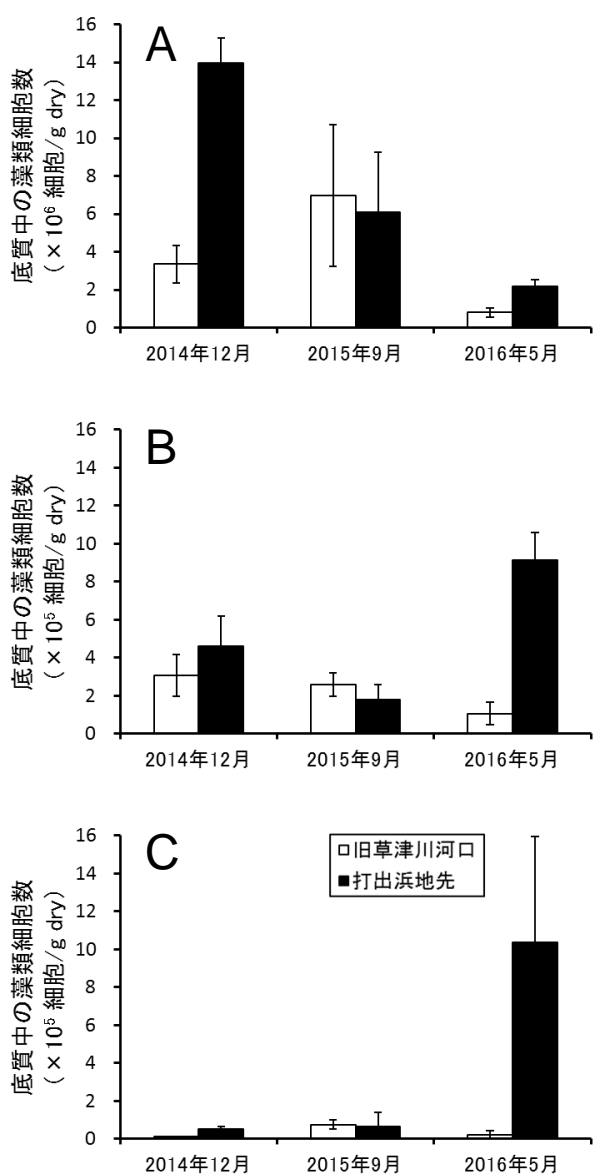 底質中の藻類細胞数
（×10⁶ 細胞/g dry）
A
16
14
12
10
8
6
4
2
0
2014年12月
2015年9月
2016年5月
底質中の藻類細胞数
（×10⁵ 細胞/g dry）
B
16
14
12
10
8
6
4
2
0
2014年12月
2015年9月
2016年5月
底質中の藻類細胞数
（×10⁵ 細胞/g dry）
C
□旧草津川河口
■打出浜地先
16
14
12
10
8
6
4
2
0
2014年12月
2015年9月
2016年5月